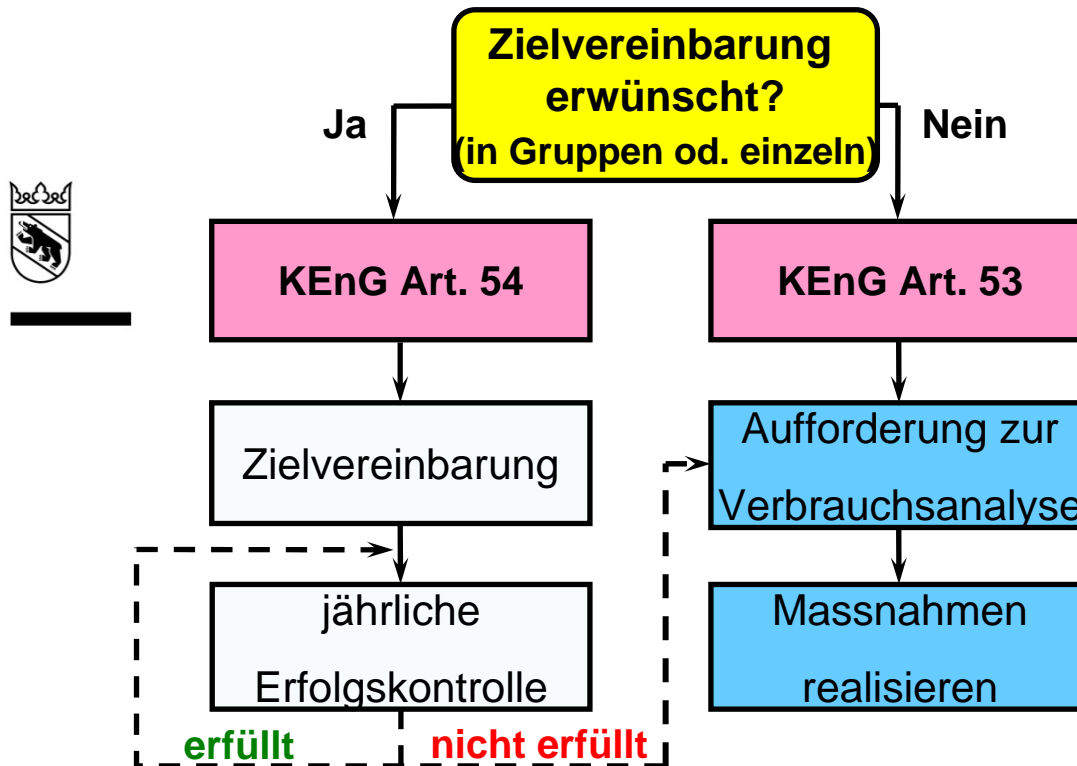 Zielvereinbarung
erwünscht?
(in Gruppen od. einzeln)
Ja
Nein
KEnG Art. 54
KEnG Art. 53
Zielvereinbarung
Aufforderung zur
Verbrauchsanalyse
jährliche
Erfolgskontrolle
Massnahmen
realisieren
erfüllt
nicht erfüllt